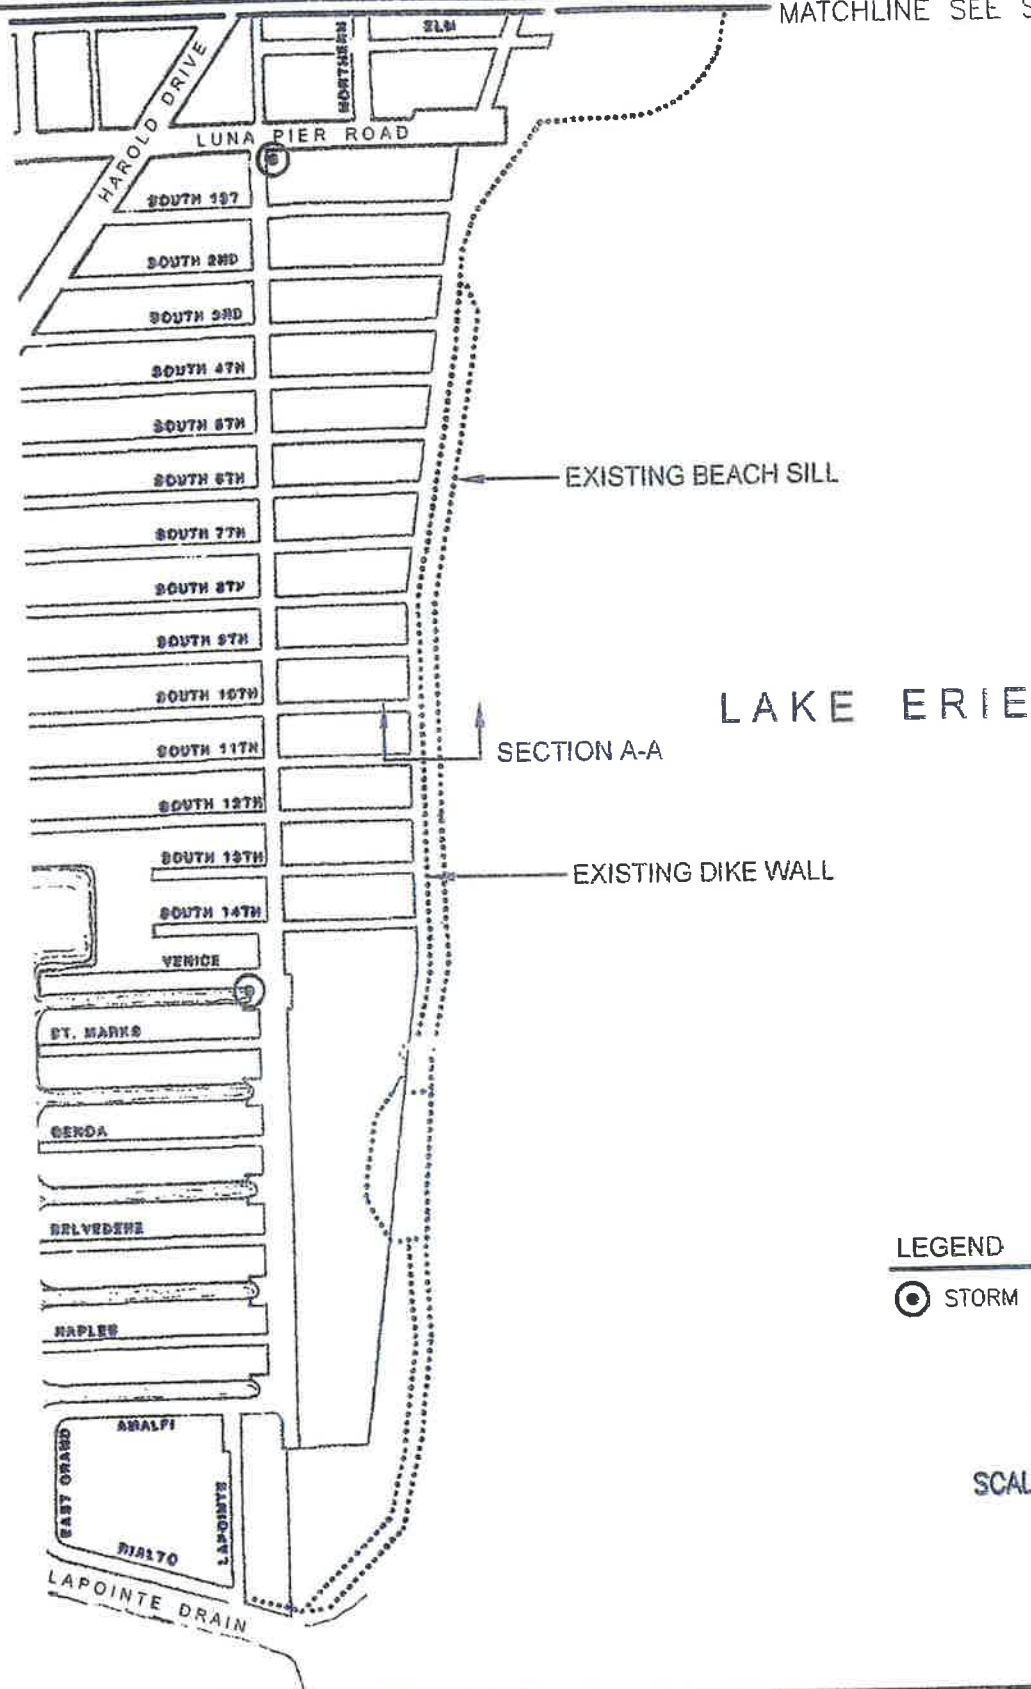 MATCHLINE SEE S
ELM
NORTHERN
HAROLD DRIVE
LUNA PIER ROAD
SOUTH 1ST
SOUTH 2ND
SOUTH 3RD
SOUTH 4TH
SOUTH 5TH
EXISTING BEACH SILL
SOUTH 6TH
SOUTH 7TH
SOUTH 8TH
SOUTH 9TH
SOUTH 10TH
LAKE ERIE
SOUTH 11TH
SECTION A-A
SOUTH 12TH
SOUTH 13TH
EXISTING DIKE WALL
SOUTH 14TH
VENICE
ST. MARKS
GENOA
BELVEDERE
LEGEND
STORM
NAPLES
AMALFI
EAST GRAND
LAPOINTE
SCAL
RIALTO
LAPOINTE DRAIN